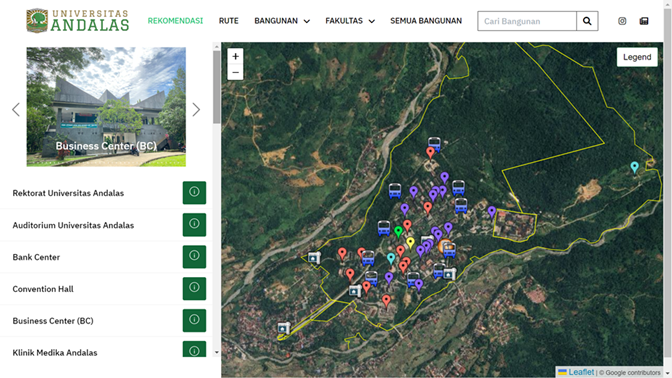 UNIVERSITAS
ANDALAS
REKOMENDASI
RUTE
BANGUNAN
FAKULTAS
SEMUA BANGUNAN
Cari Bangunan
+
−
Legend
Business Center (BC)
Rektorat Universitas Andalas
Auditorium Universitas Andalas
Bank Center
Convention Hall
Business Center (BC)
Klinik Medika Andalas
Leaflet | © Google contributors